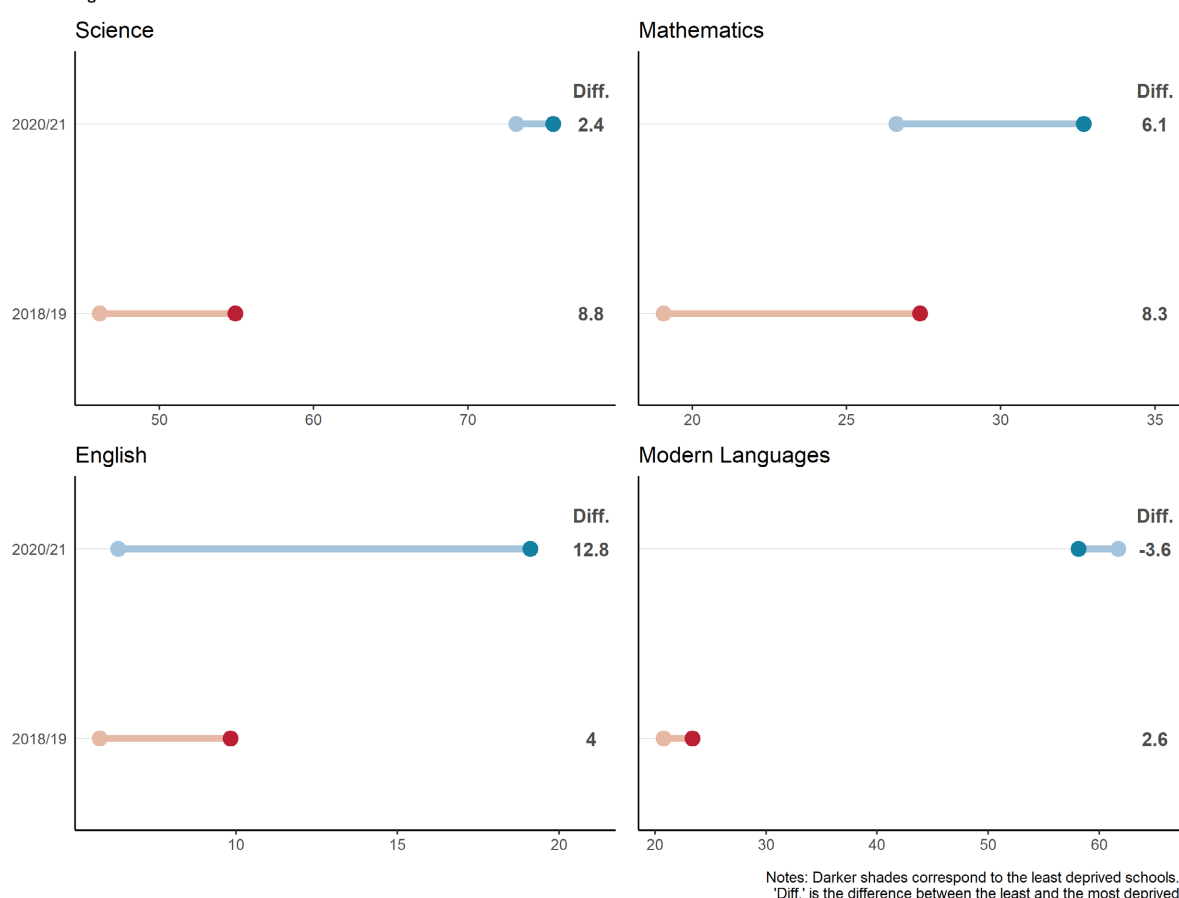 Science
Diff.
2020/21
2.4
2018/19
8.8
50
60
70
Mathematics
Diff.
6.1
8.3
20
25
30
35
English
Diff.
2020/21
12.8
2018/19
4
10
15
20
Modern Languages
Diff.
-3.6
2.6
20
30
40
50
60
Notes: Darker shades correspond to the least deprived schools.
'Diff.' is the difference between the least and the most deprived